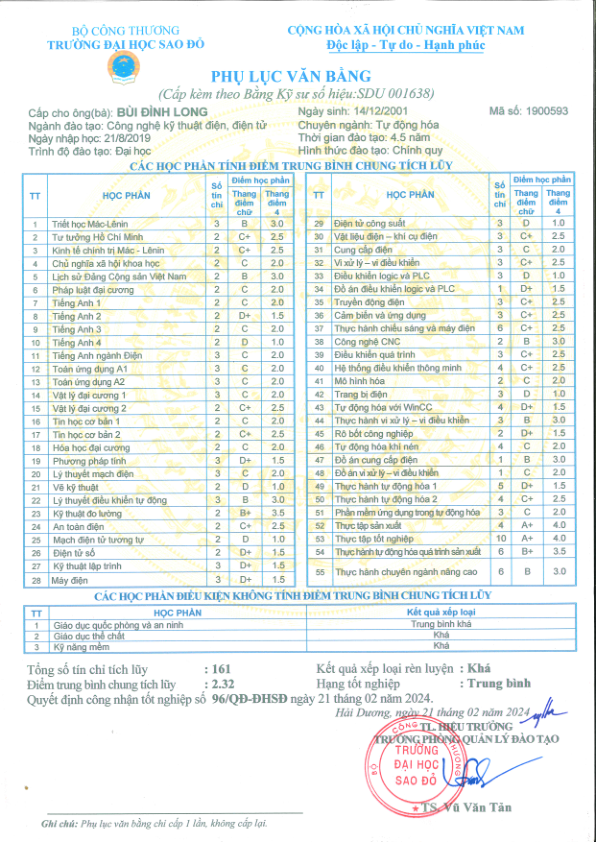 BỘ CÔNG THƯƠNG
TRƯỜNG ĐẠI HỌC SAO ĐỎ
CỘNG HÒA XÃ HỘI CHỦ NGHĨA VIỆT NAM
Độc lập - Tự do - Hạnh phúc
PHỤ LỤC VĂN BẰNG
(Cấp kèm theo Bằng Kỹ sư số hiệu:SDU 001638)
Cấp cho ông(bà): BÙI ĐÌNH LONG Ngày sinh: 14/12/2001 Mã số: 1900593
Ngành đào tạo: Công nghệ kỹ thuật điện, điện tử Chuyên ngành: Tự động hóa
Ngày nhập học: 21/8/2019 Thời gian đào tạo: 4.5 năm
Trình độ đào tạo: Đại học Hình thức đào tạo: Chính quy
CÁC HỌC PHẦN TÍNH ĐIỂM TRUNG BÌNH CHUNG TÍCH LŨY
TT HỌC PHẦN Số tín chỉ Điểm học phần Thang điểm chữ Thang điểm 4
1 Triết học Mác-Lênin 3 B 3.0
2 Tư tưởng Hồ Chí Minh 2 C+ 2.5
3 Kinh tế chính trị Mác - Lênin 2 C+ 2.5
4 Chủ nghĩa xã hội khoa học 2 C 2.0
5 Lịch sử Đảng Cộng sản Việt Nam 2 B 3.0
6 Pháp luật đại cương 2 C 2.0
7 Tiếng Anh 1 2 C 2.0
8 Tiếng Anh 2 2 D+ 1.5
9 Tiếng Anh 3 2 C 2.0
10 Tiếng Anh 4 2 D 1.0
11 Tiếng Anh ngành Điện 3 C 2.0
12 Toán ứng dụng A1 2 C 2.0
13 Toán ứng dụng A2 3 C 2.0
14 Vật lý đại cương 1 2 C 2.0
15 Vật lý đại cương 2 2 C+ 2.5
16 Tin học cơ bản 1 2 C 2.0
17 Tin học cơ bản 2 2 C+ 2.5
18 Hóa học đại cương 2 C 2.0
19 Phương pháp tính 3 D+ 1.5
20 Lý thuyết mạch điện 3 C 2.0
21 Vẽ kỹ thuật 2 D 1.0
22 Lý thuyết điều khiển tự động 3 B 3.0
23 Kỹ thuật đo lường 2 B+ 3.5
24 An toàn điện 2 C+ 2.5
25 Mạch điện tử tương tự 2 D 1.0
26 Điện tử số 2 D+ 1.5
27 Kỹ thuật lập trình 3 D+ 1.5
28 Máy điện 3 D+ 1.5
TT HỌC PHẦN Số tín chỉ Điểm học phần Thang điểm chữ Thang điểm 4
29 Điện tử công suất 3 D 1.0
30 Vật liệu điện – khí cụ điện 3 C+ 2.5
31 Cung cấp điện 3 C 2.0
32 Vi xử lý – vi điều khiển 3 C+ 2.5
33 Điều khiển logic và PLC 3 D 1.0
34 Đồ án điều khiển logic và PLC 1 D+ 1.5
35 Truyền động điện 3 C+ 2.5
36 Cảm biến và ứng dụng 3 C+ 2.5
37 Thực hành chiếu sáng và máy điện 6 C+ 2.5
38 Công nghệ CNC 2 B 3.0
39 Điều khiển quá trình 3 C+ 2.5
40 Hệ thống điều khiển thông minh 4 C+ 2.5
41 Mô hình hóa 2 C 2.0
42 Trang bị điện 3 D 1.0
43 Tự động hóa với WinCC 4 D+ 1.5
44 Thực hành vi xử lý – vi điều khiển 3 B 3.0
45 Rô bốt công nghiệp 2 D+ 1.5
46 Tự động hóa khí nén 4 C 2.0
47 Đồ án cung cấp điện 1 B 3.0
48 Đồ án vi xử lý – vi điều khiển 1 C 2.0
49 Thực hành tự động hóa 1 5 D+ 1.5
50 Thực hành tự động hóa 2 4 C+ 2.5
51 Phần mềm ứng dụng trong tự động hóa 3 C 2.0
52 Thực tập sản xuất 4 A+ 4.0
53 Thực tập tốt nghiệp 10 A+ 4.0
54 Thực hành tự động hóa quá trình sản xuất 6 B+ 3.5
55 Thực hành chuyên ngành nâng cao 6 B 3.0
CÁC HỌC PHẦN ĐIỀU KIỆN KHÔNG TÍNH ĐIỂM TRUNG BÌNH CHUNG TÍCH LŨY
TT HỌC PHẦN Kết quả xếp loại
1 Giáo dục quốc phòng và an ninh Trung bình khá
2 Giáo dục thể chất Khá
3 Kỹ năng mềm Khá
Tổng số tín chỉ tích lũy : 161 Kết quả xếp loại rèn luyện : Khá
Điểm trung bình chung tích lũy : 2.32 Hạng tốt nghiệp : Trung bình
Quyết định công nhận tốt nghiệp số 96/QĐ-ĐHSĐ ngày 21 tháng 02 năm 2024.
Hải Dương, ngày 21 tháng 02 năm 2024
TL. HIỆU TRƯỞNG
TRƯỞNG PHÒNG QUẢN LÝ ĐÀO TẠO
BỘ CÔNG THƯƠNG
TRƯỜNG
ĐẠI HỌC
SAO ĐỎ
TS. Vũ Văn Tản
Ghi chú: Phụ lục văn bằng chỉ cấp 1 lần, không cấp lại.